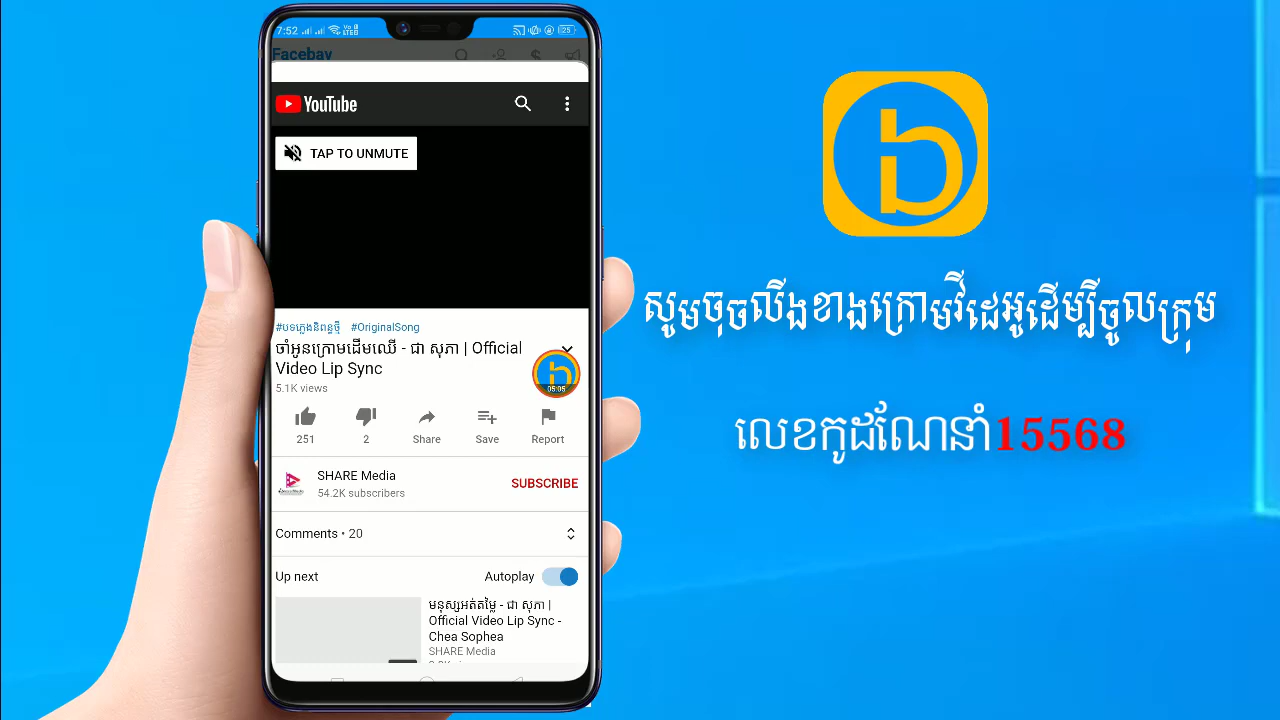 7:52
25
Facebay
YouTube
TAP TO UNMUTE
#បទភ្លេងនិពន្ធថ្មី #OriginalSong
ចាំអូនក្រោមដើមឈើ - ជា សុភា | Official
Video Lip Sync
5.1K views
05:05
251
2
Share
Save
Report
SHARE Media
54.2K subscribers
SUBSCRIBE
Comments • 20
Up next
Autoplay
មនុស្សអត់តម្លៃ - ជា សុភា |
Official Video Lip Sync -
Chea Sophea
SHARE Media
សូមចុចលីងខាងក្រោមវីដេអូដើម្បីចូលក្រុម
លេខកូដណែនាំ15568